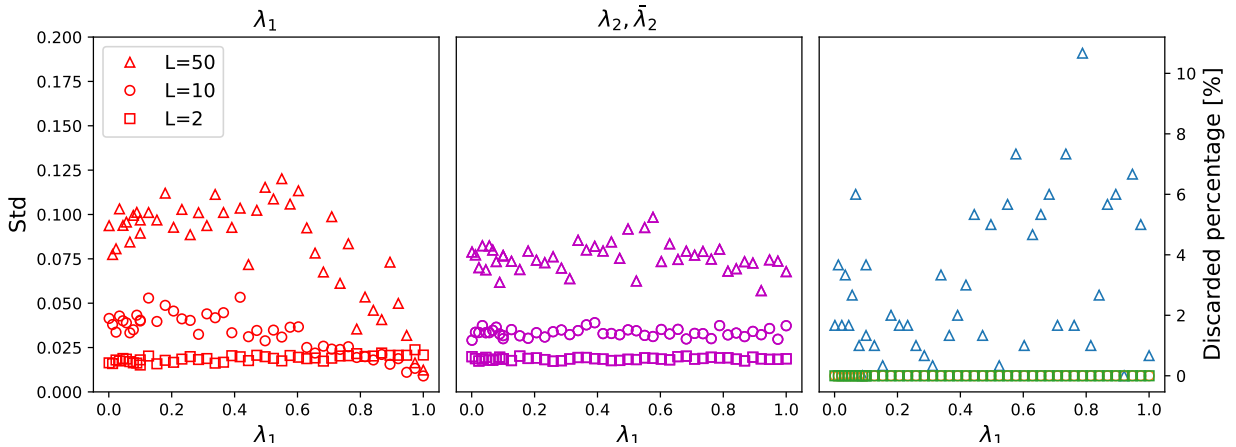 λ₁
λ₂, λ̄₂
0.200
0.175
0.150
0.125
0.100
0.075
0.050
0.025
0.000
Std
L=50
L=10
L=2
10
8
6
4
2
0
Discarded percentage [%]
0.0 0.2 0.4 0.6 0.8 1.0
0.0 0.2 0.4 0.6 0.8 1.0
0.0 0.2 0.4 0.6 0.8 1.0
λ₁
λ₁
λ₁